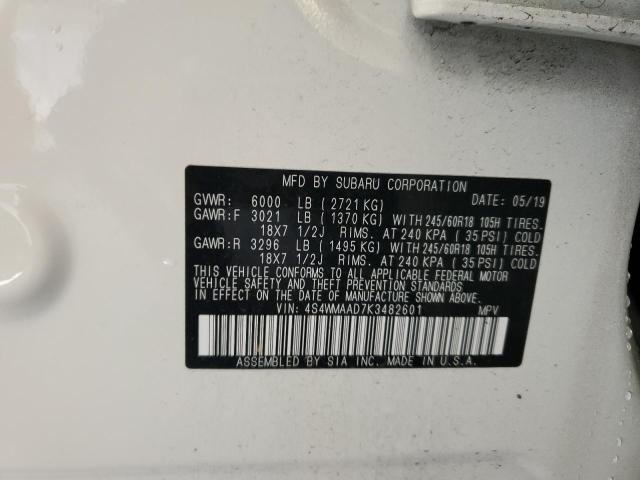 MFD BY SUBARU CORPORATION
GVWR: 6000 LB ( 2721 KG) DATE: 05/19
GAWR:F 3021 LB ( 1370 KG) WITH 245/60R18 105H TIRES.
18X7 1/2J RIMS. AT 240 KPA ( 35 PSI) COLD
GAWR:R 3296 LB ( 1495 KG) WITH 245/60R18 105H TIRES.
18X7 1/2J RIMS. AT 240 KPA ( 35 PSI) COLD
THIS VEHICLE CONFORMS TO ALL APPLICABLE FEDERAL MOTOR
VEHICLE SAFETY AND THEFT PREVENTION STANDARDS
IN EFFECT ON THE DATE OF MANUFACTURE SHOWN ABOVE.
VIN: 4S4WMAAD7K3482601 MPV
ASSEMBLED BY SIA INC. MADE IN U.S.A.